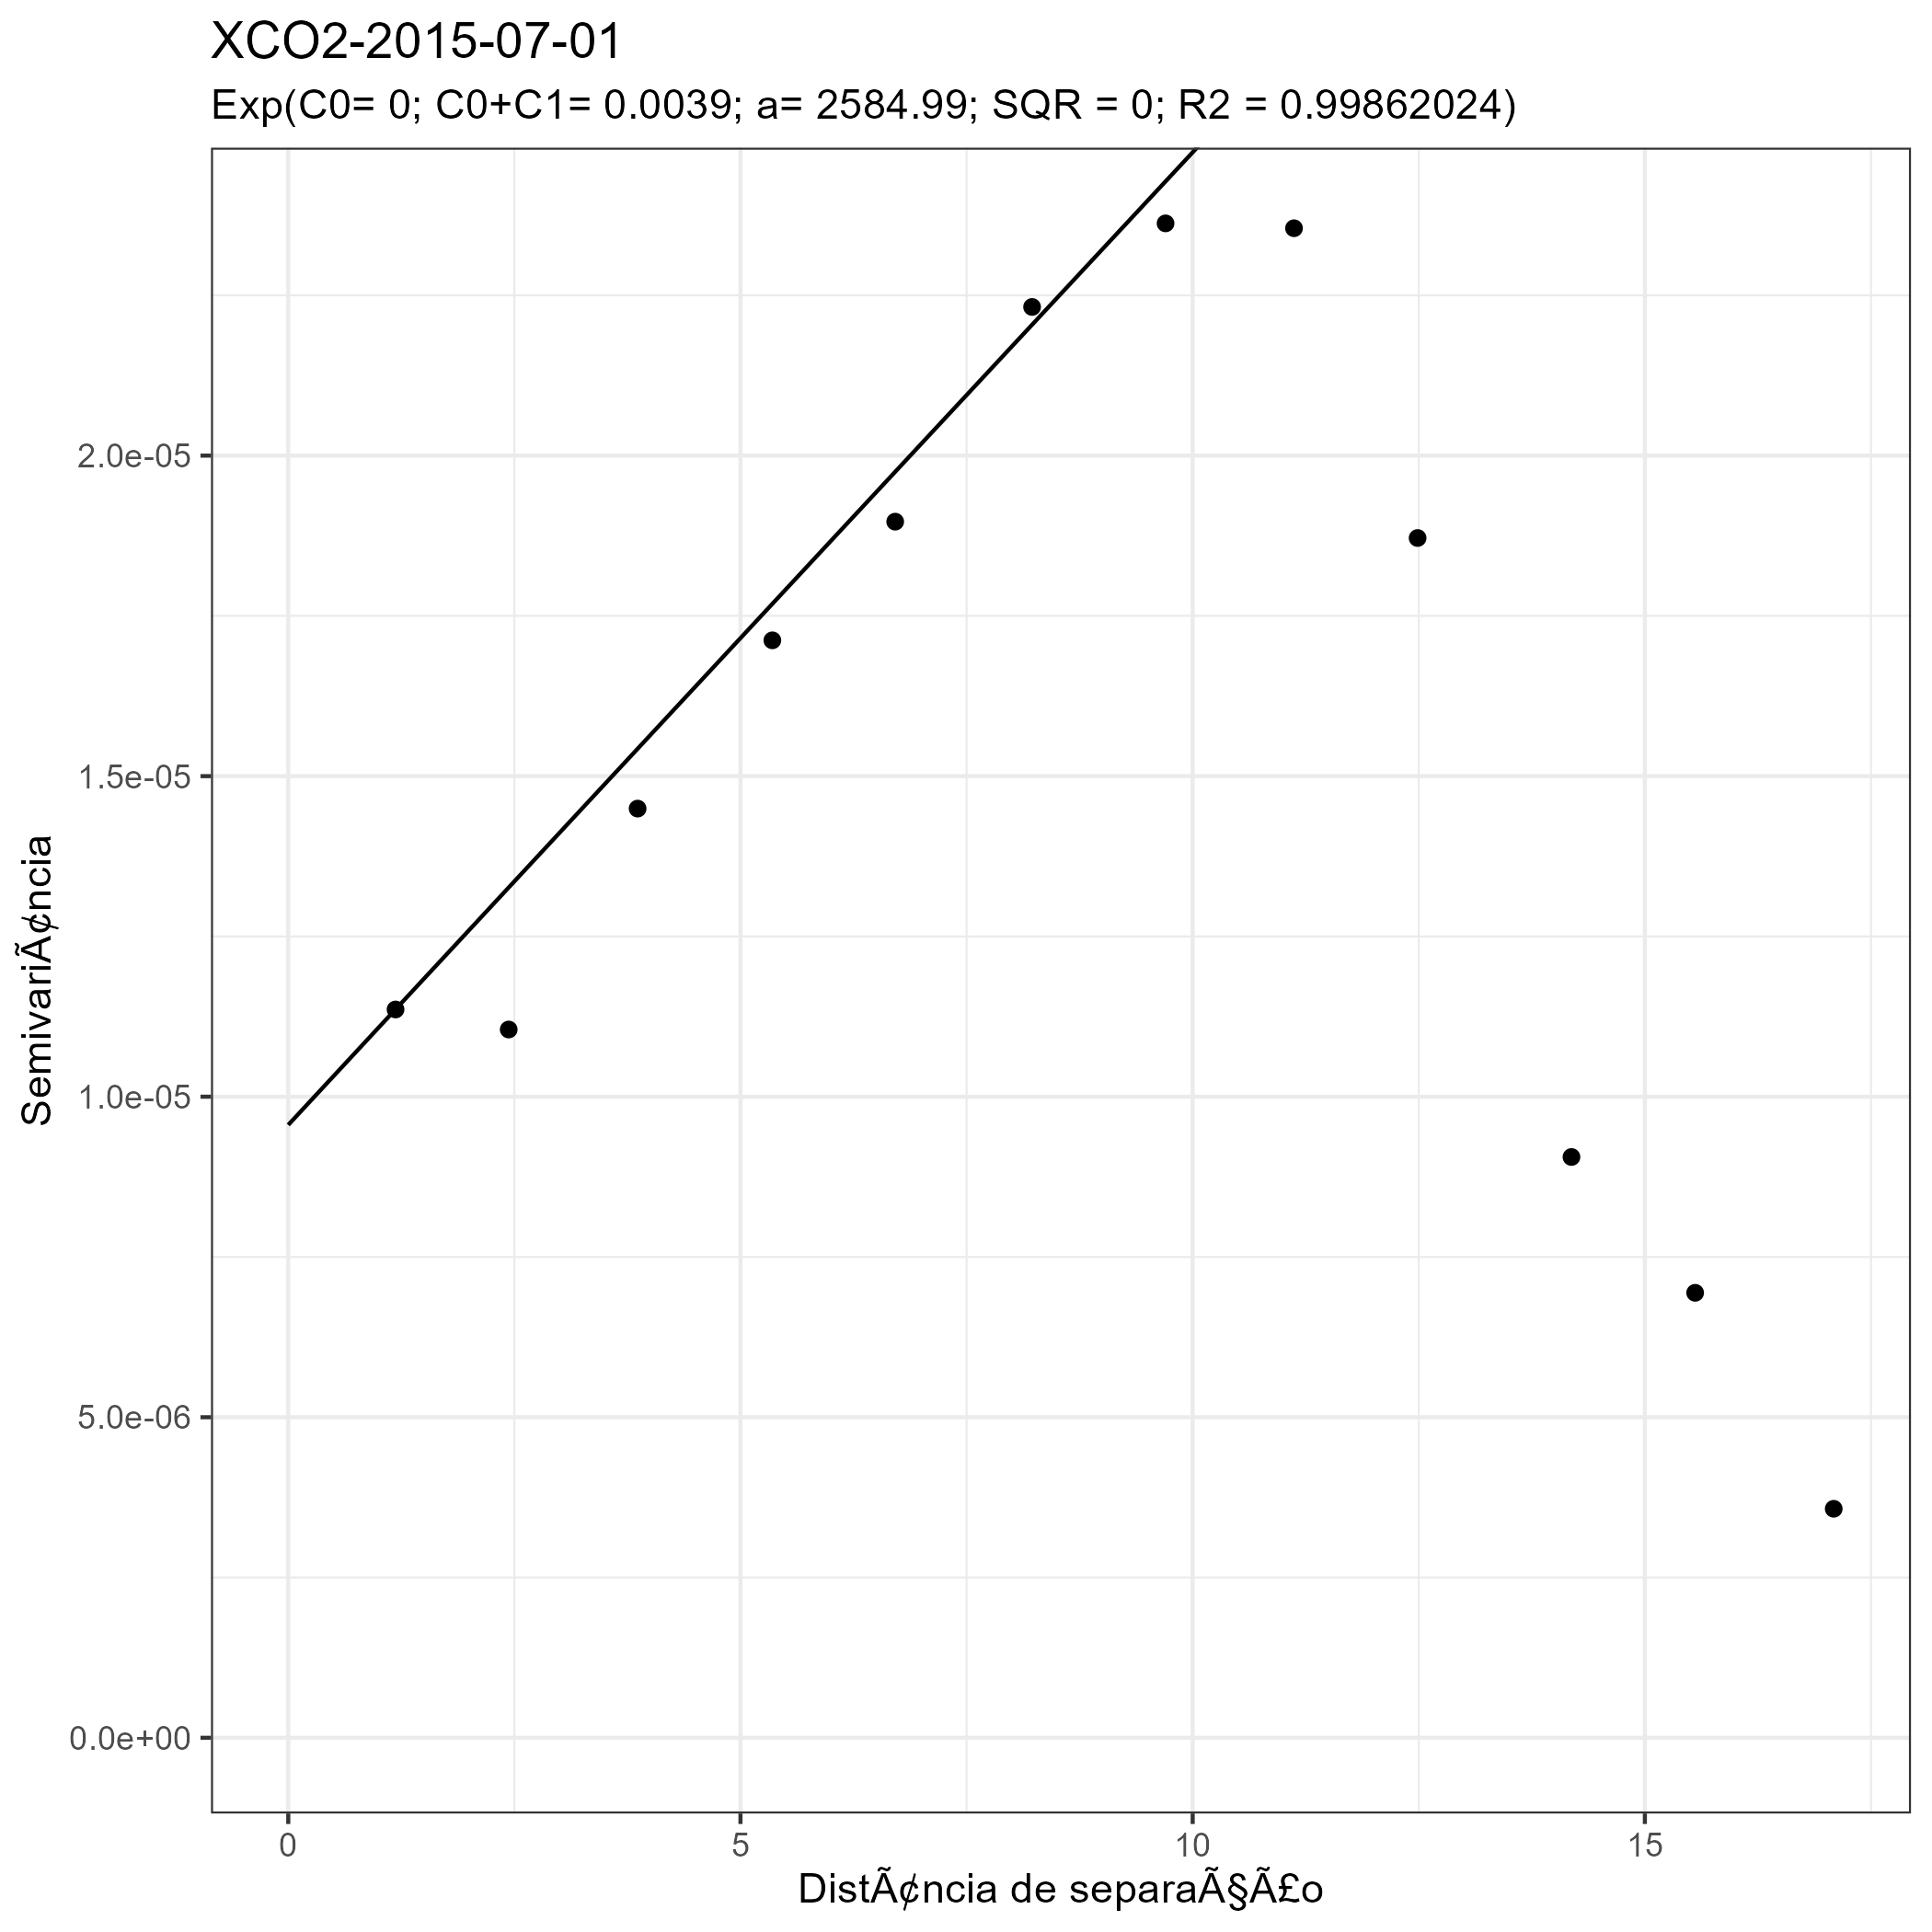 XCO2-2015-07-01
Exp(C0= 0; C0+C1= 0.0039; a= 2584.99; SQR = 0; R2 = 0.99862024)
SemivariÃ¢ncia
2.0e-05
1.5e-05
1.0e-05
5.0e-06
0.0e+00
0
5
10
15
DistÃ¢ncia de separaÃ§Ã£o